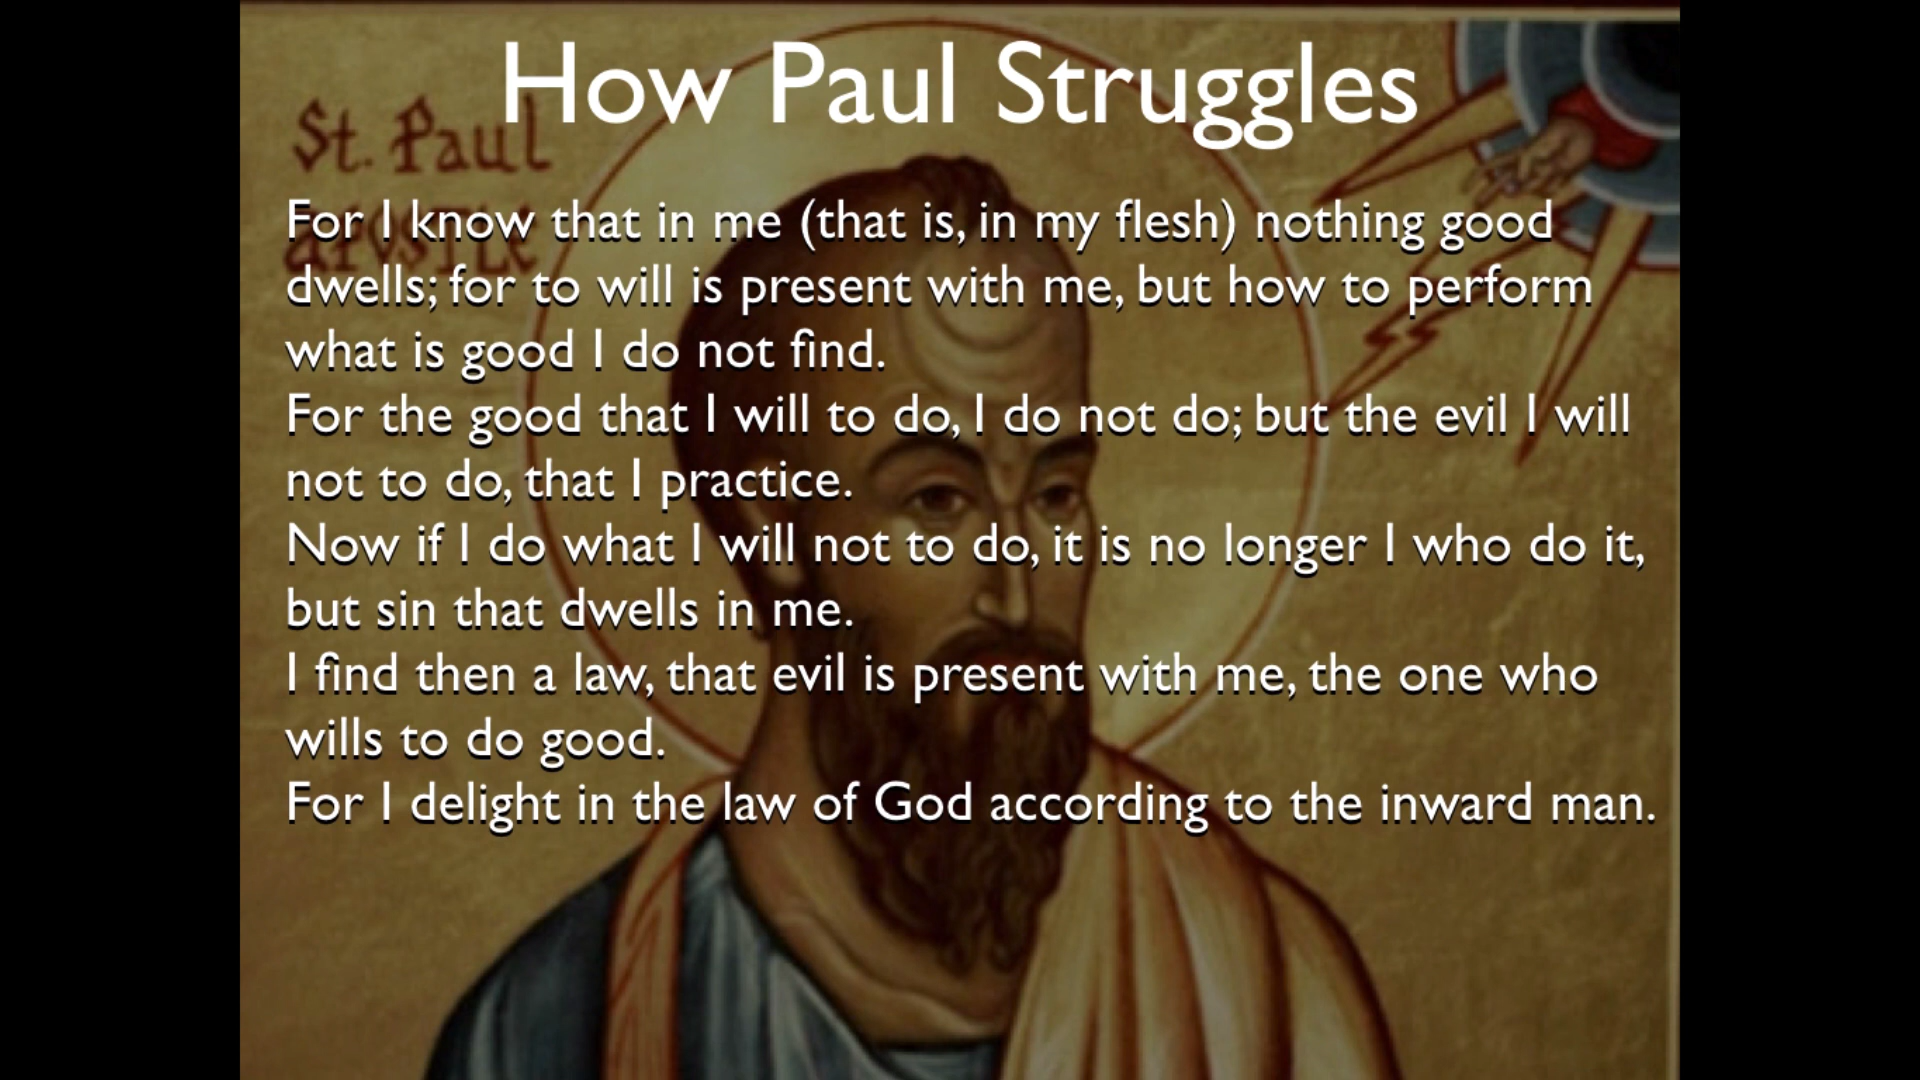 How Paul Struggles
St. Paul
APOSTLE
For I know that in me (that is, in my flesh) nothing good
dwells; for to will is present with me, but how to perform
what is good I do not find.
For the good that I will to do, I do not do; but the evil I will
not to do, that I practice.
Now if I do what I will not to do, it is no longer I who do it,
but sin that dwells in me.
I find then a law, that evil is present with me, the one who
wills to do good.
For I delight in the law of God according to the inward man.